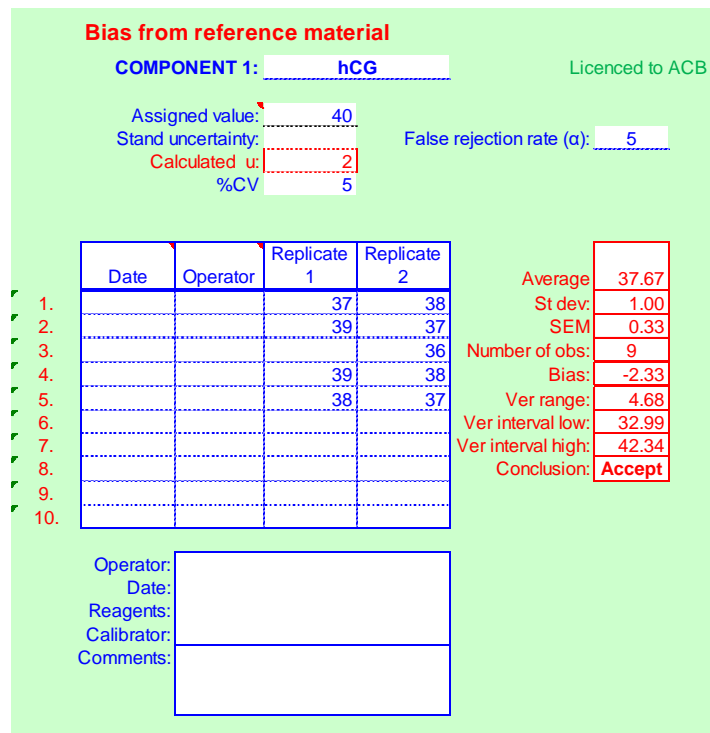 Bias from reference material
COMPONENT 1: hCG Licenced to ACB
Assigned value: 40
Stand uncertainty: False rejection rate (α): 5
Calculated u: 2
%CV 5
Date Operator Replicate 1 Replicate 2
Average 37.67
1. 37 38 St dev: 1.00
2. 39 37 SEM 0.33
3. 36 Number of obs: 9
4. 39 38 Bias: -2.33
5. 38 37 Ver range: 4.68
6. Ver interval low: 32.99
7. Ver interval high: 42.34
8. Conclusion: Accept
9.
10.
Operator:
Date:
Reagents:
Calibrator:
Comments: